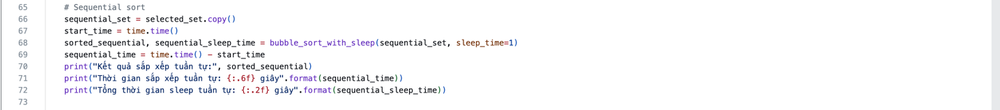 65 # Sequential sort
66 sequential_set = selected_set.copy()
67 start_time = time.time()
68 sorted_sequential, sequential_sleep_time = bubble_sort_with_sleep(sequential_set, sleep_time=1)
69 sequential_time = time.time() - start_time
70 print("Kết quả sắp xếp tuần tự:", sorted_sequential)
71 print("Thời gian sắp xếp tuần tự: {:.6f} giây".format(sequential_time))
72 print("Tổng thời gian sleep tuần tự: {:.2f} giây".format(sequential_sleep_time))
73